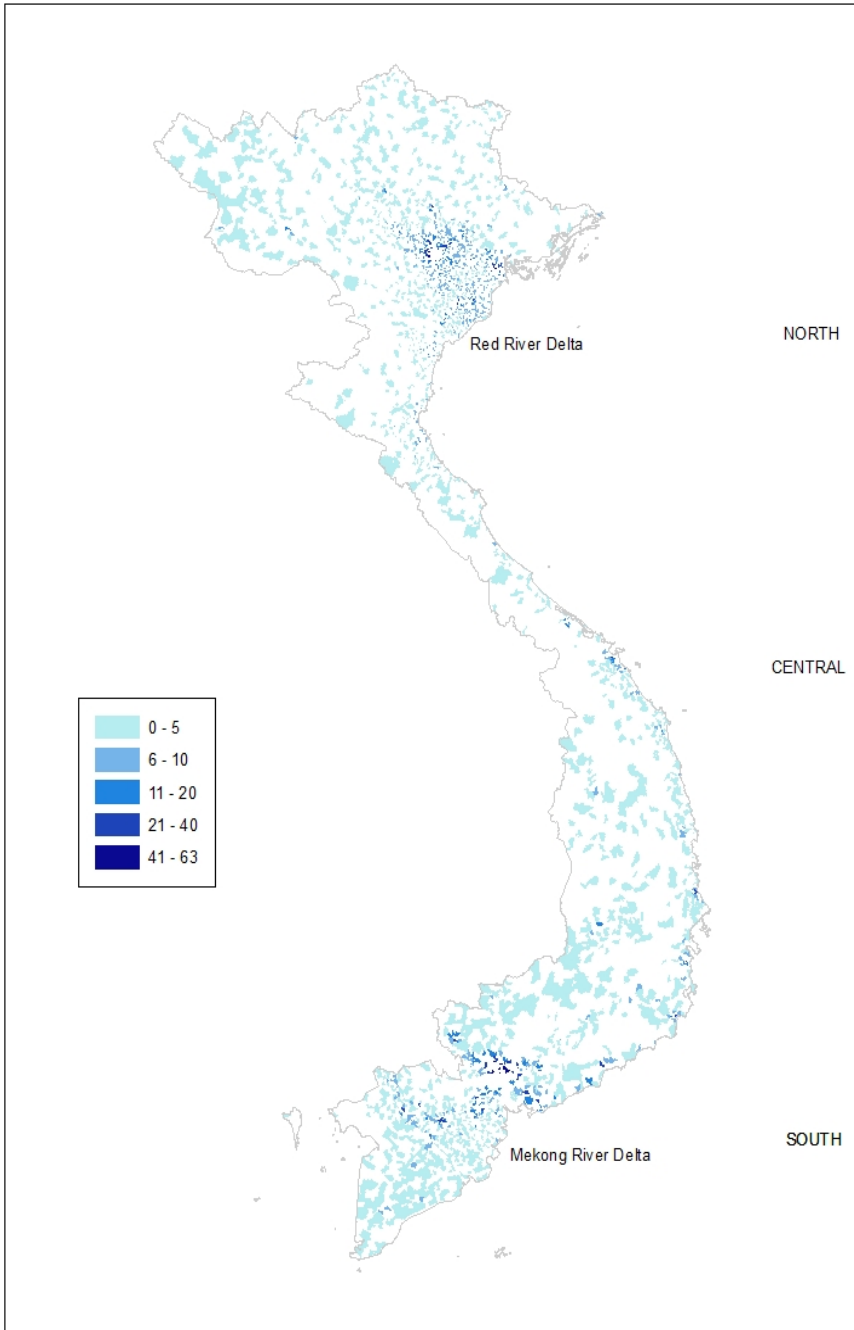 Red River Delta
NORTH
CENTRAL
0 - 5
6 - 10
11 - 20
21 - 40
41 - 63
Mekong River Delta
SOUTH